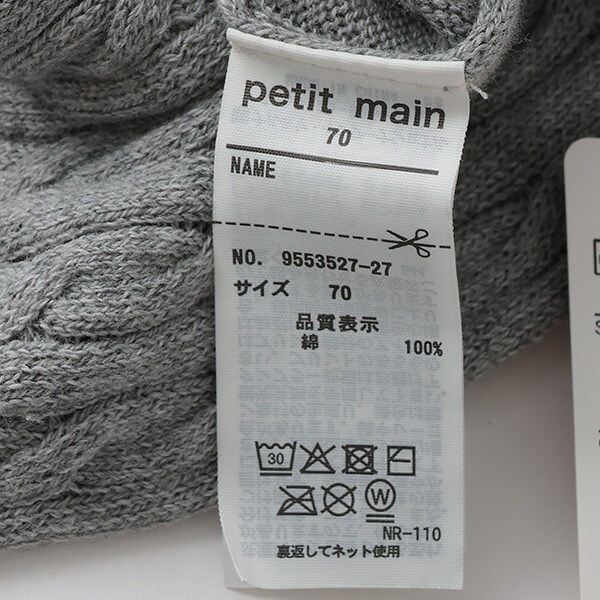 petit main
70
NAME
NO. 9553527-27
サイズ 70
品質表示
綿 100%
30
W
NR-110
裏返してネット使用